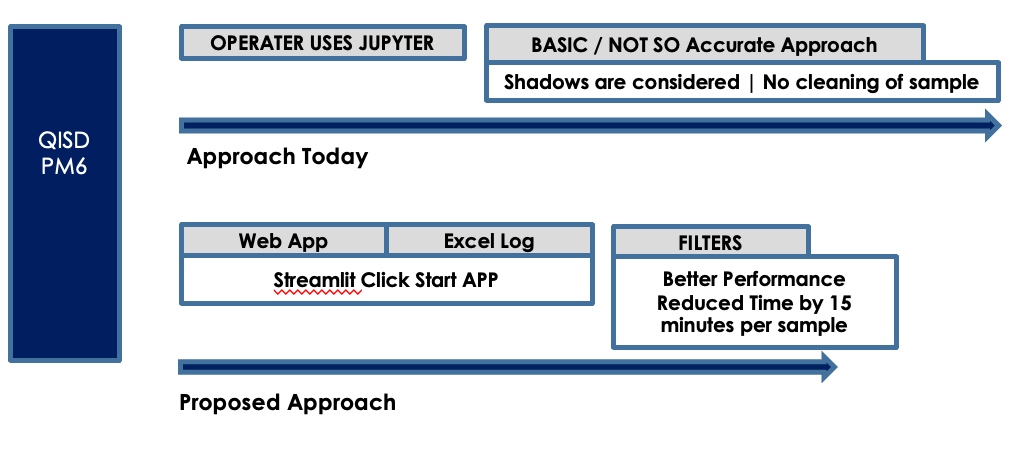 QISD
PM6
OPERATER USES JUPYTER
BASIC / NOT SO Accurate Approach
Shadows are considered | No cleaning of sample
Approach Today
Web App
Excel Log
Streamlit Click Start APP
FILTERS
Better Performance
Reduced Time by 15
minutes per sample
Proposed Approach